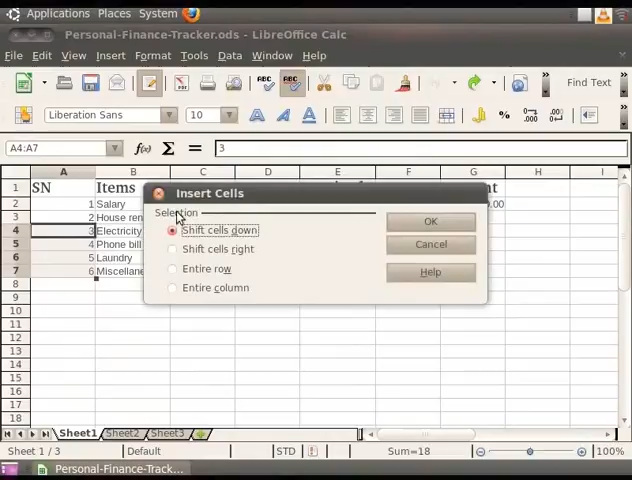 Applications Places System
Personal-Finance-Tracker.ods - LibreOffice Calc
File Edit View Insert Format Tools Data Window Help
ABC ABC Find Text
Liberation Sans 10 %
A4:A7 f(x) Σ = 3
A B C D E F G H I
1 SN Items
2 1 Salary .00
3 2 House ren
4 3 Electricity
5 4 Phone bill
6 5 Laundry
7 6 Miscellane
8
9
10
11
12
13
14
15
16
17
18
Insert Cells
Selection
Shift cells down
Shift cells right
Entire row
Entire column
OK
Cancel
Help
Sheet1 Sheet2 Sheet3
Sheet 1 / 3 Default STD Sum=18 100%
Personal-Finance-Track...